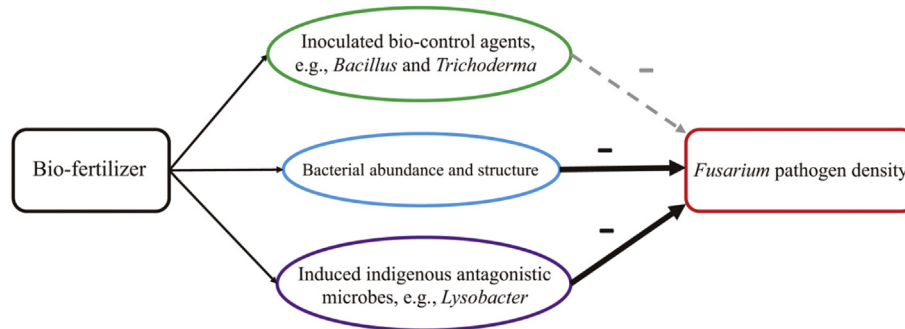 Inoculated bio-control agents,
e.g., Bacillus and Trichoderma
–
Bio-fertilizer
Bacterial abundance and structure
–
Fusarium pathogen density
–
Induced indigenous antagonistic
microbes, e.g., Lysobacter